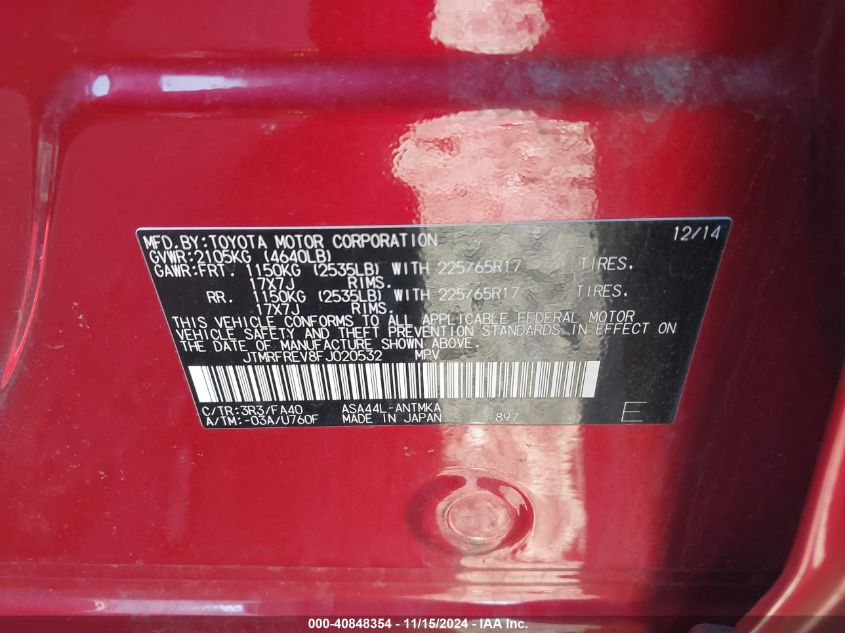 MFD.BY:TOYOTA MOTOR CORPORATION 12/14
GVWR:2105KG (4640LB)
GAWR:FRT. 1150KG (2535LB) WITH 225/65R17 TIRES.
17X7J RIMS.
RR. 1150KG (2535LB) WITH 225/65R17 TIRES.
17X7J RIMS.
THIS VEHICLE CONFORMS TO ALL APPLICABLE FEDERAL MOTOR
VEHICLE SAFETY AND THEFT PREVENTION STANDARDS IN EFFECT ON
THE DATE OF MANUFACTURE SHOWN ABOVE.
JTMRFREV8FJ020532 MPV
C/TR:3R3/FA40 ASA44L-ANTMKA
A/TM:-03A/U760F MADE IN JAPAN 897 E
000-40848354 - 11/15/2024 - IAA Inc.